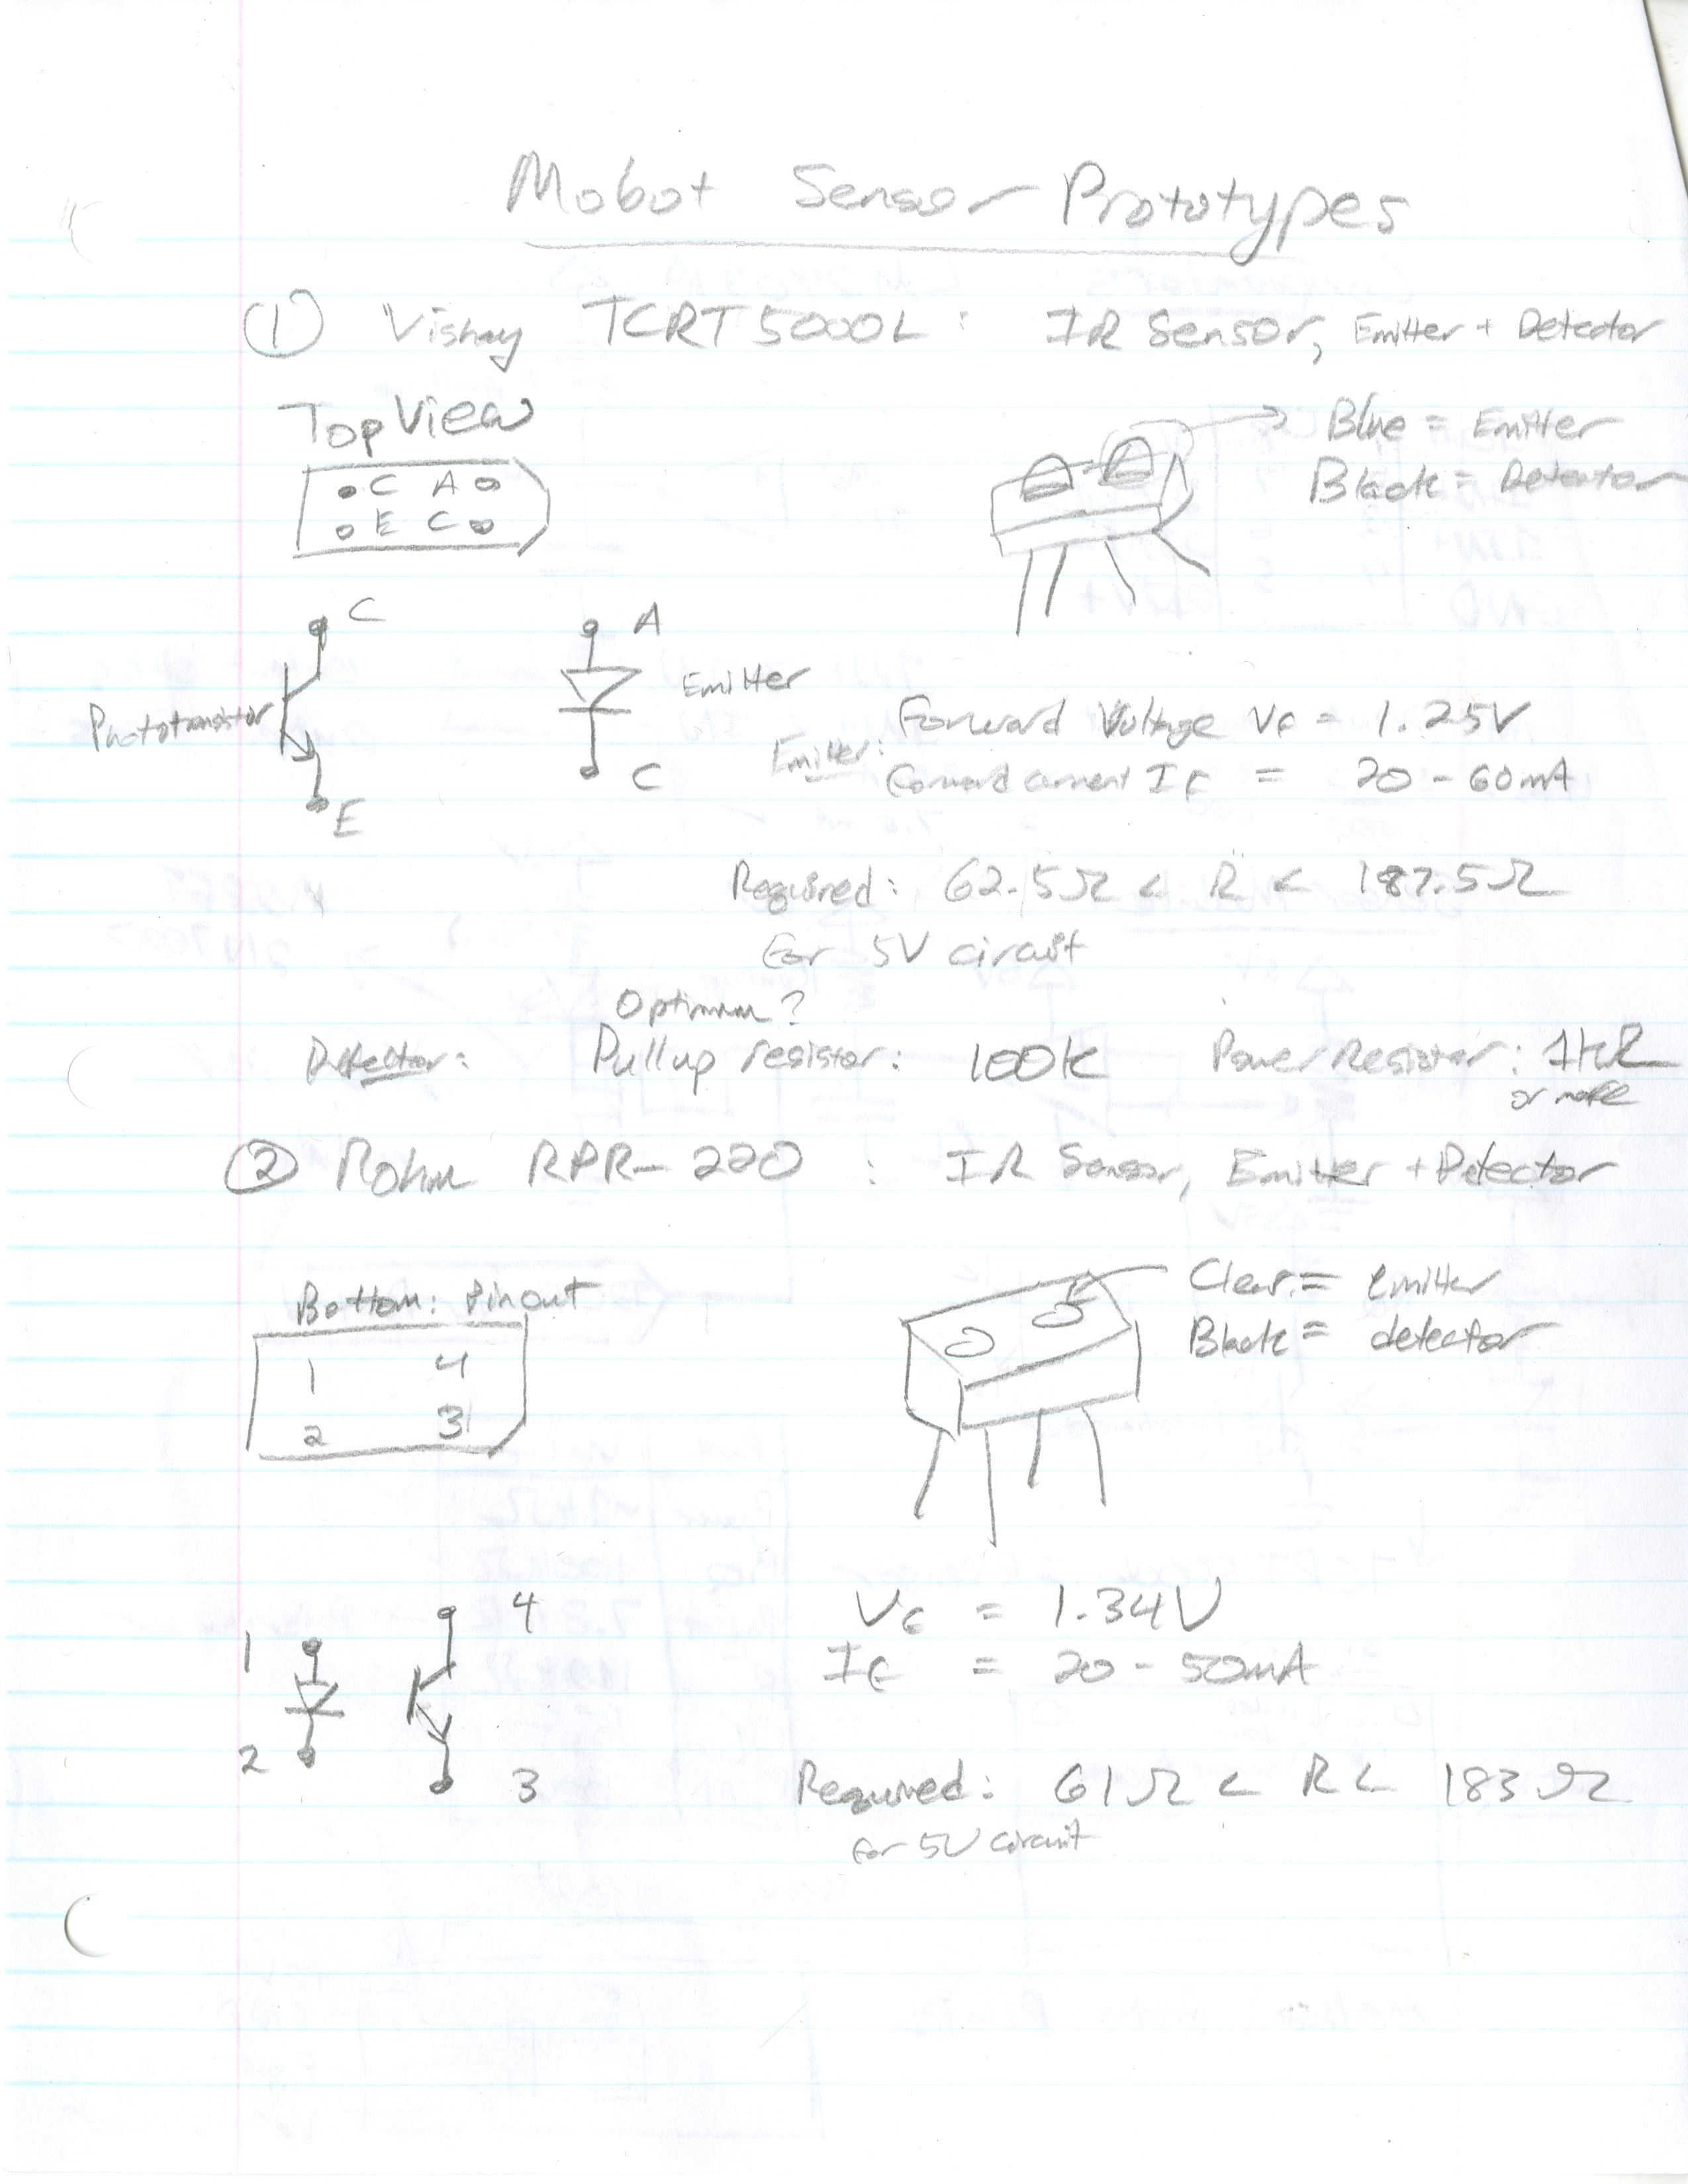 Mobot Sensor Prototypes
① Vishay TCRT5000L: IR Sensor, Emitter + Detector
Top View
C A
E C
Blue = Emitter
Black = Detector
C
Phototransistor
E
A
Emitter
C
Emitter: Forward Voltage VF = 1.25V
Forward current IF = 20 - 60mA
Required: 62.5Ω < R < 187.5Ω
for 5V circuit
Optimum?
Detector: Pullup resistor: 100k Power Resistor: 1kΩ
or more
② Rohm RPR-220: IR Sensor, Emitter + Detector
Bottom: Pinout
1 4
2 3
Clear = emitter
Black = detector
1
2
4
3
VF = 1.34V
IF = 20 - 50mA
Required: 61Ω < R < 183Ω
for 5V circuit